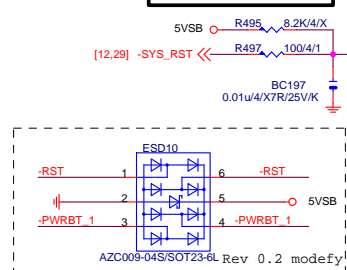 5VSB R495 8.2K/4/X
[12,29] -SYS_RST R497 100/4/1
BC197
0.01u/4/X7R/25V/K
ESD10
-RST 1 6 -RST
2 5 5VSB
-PWRBT_1 3 4 -PWRBT_1
AZC009-04S/SOT23-6L Rev 0.2 modefy